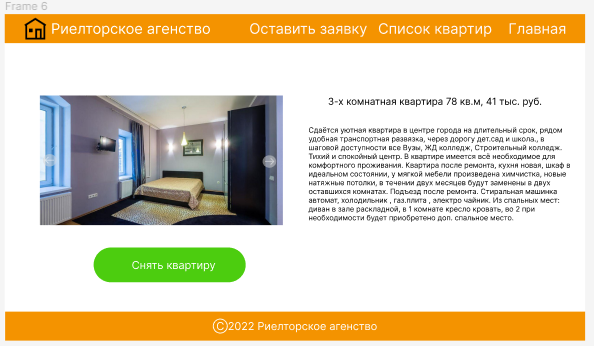 Frame 6
Риелторское агенство Оставить заявку Список квартир Главная
3-х комнатная квартира 78 кв.м, 41 тыс. руб.
Сдаётся уютная квартира в центре города на длительный срок, рядом
удобная транспортная развязка, через дорогу дет.сад и школа., в
шаговой доступности все Вузы, ЖД колледж, Строительный колледж.
Тихий и спокойный центр. В квартире имеется всё необходимое для
комфортного проживания. Квартира после ремонта, кухня новая, шкаф в
идеальном состоянии, у мягкой мебели произведена химчистка, новые
натяжные потолки, в течении двух месяцев будут заменены в двух
оставшихся комнатах. Подъезд после ремонта. Стиральная машинка
автомат, холодильник , газ.плита , электро чайник. Из спальных мест:
диван в зале раскладной, в 1 комнате кресло кровать, во 2 при
необходимости будет приобретено доп. спальное место.
Снять квартиру
©2022 Риелторское агенство